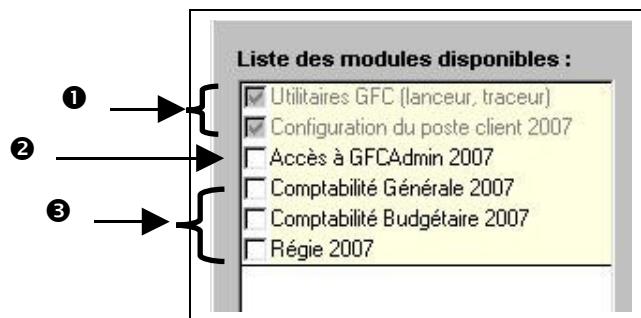 Liste des modules disponibles :
❶ Utilitaires GFC (lanceur, traceur)
Configuration du poste client 2007
❷ Accès à GFCAdmin 2007
Comptabilité Générale 2007
❸ Comptabilité Budgétaire 2007
Régie 2007